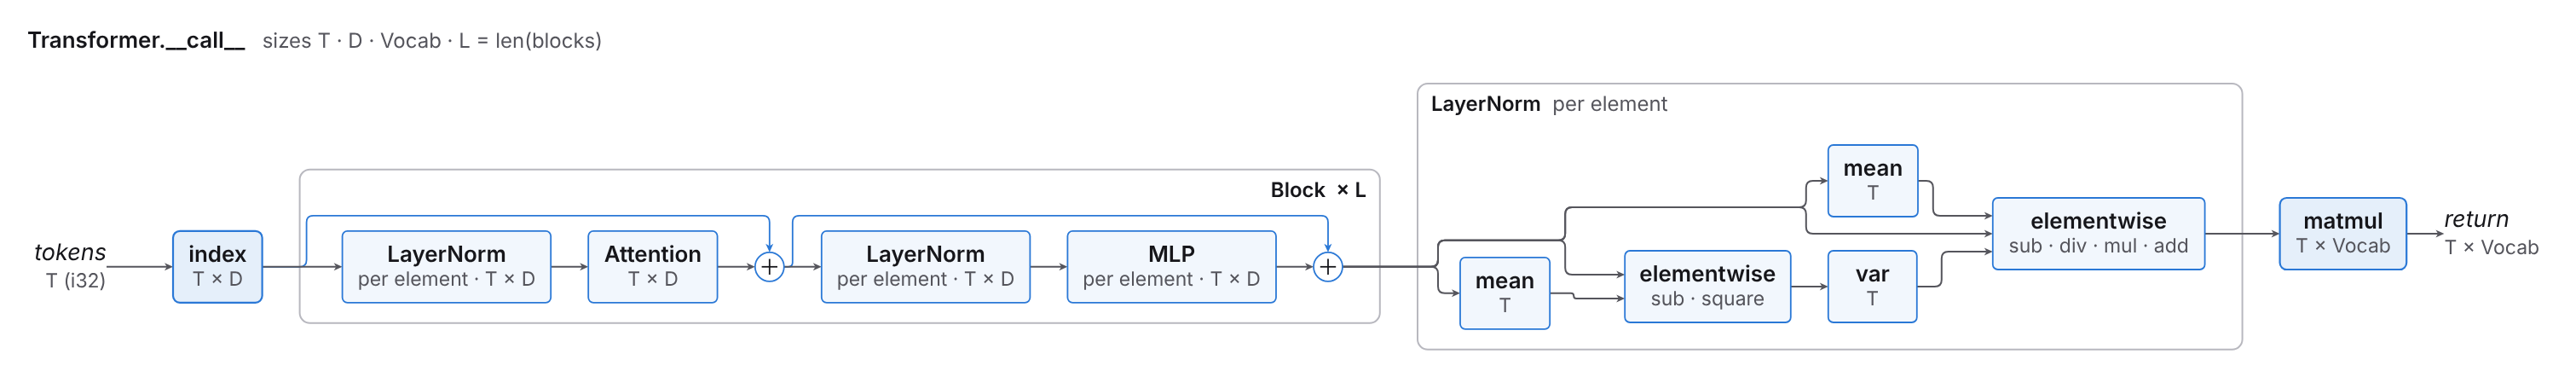 Transformer.__call__ sizes T · D · Vocab · L = len(blocks)
tokens
T (i32)
index
T × D
Block × L
LayerNorm
per element · T × D
Attention
T × D
+
LayerNorm
per element · T × D
MLP
per element · T × D
+
LayerNorm per element
mean
T
elementwise
sub · square
var
T
mean
T
elementwise
sub · div · mul · add
matmul
T × Vocab
return
T × Vocab